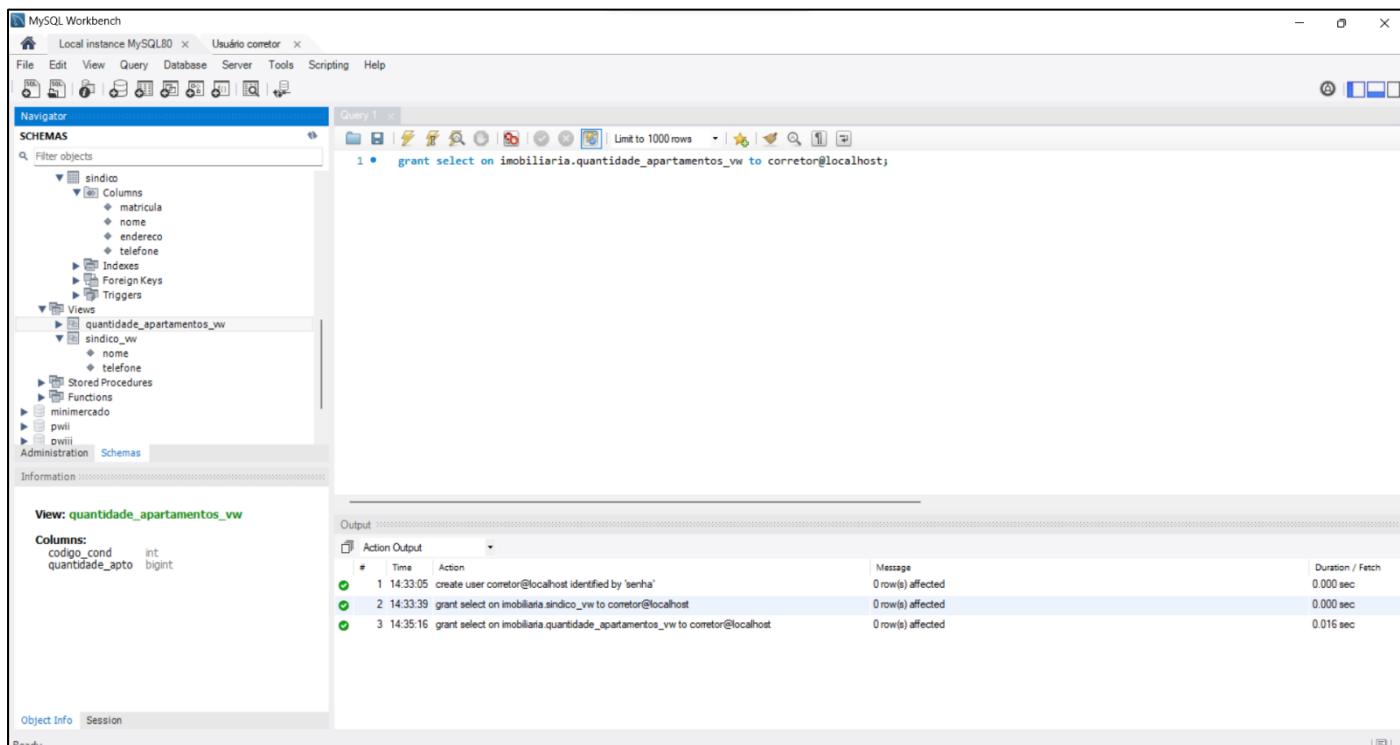 MySQL Workbench
Local instance MySQL80 × Usuário corretor ×
File Edit View Query Database Server Tools Scripting Help
Navigator
Query 1 ×
SCHEMAS
Limit to 1000 rows
Filter objects
1 grant select on imobiliaria.quantidade_apartamentos_vw to corretor@localhost;
sindico
Columns
matricula
nome
endereco
telefone
Indexes
Foreign Keys
Triggers
Views
quantidade_apartamentos_vw
sindico_vw
nome
telefone
Stored Procedures
Functions
minimercado
pwii
pwiii
Administration Schemas
Information
View: quantidade_apartamentos_vw
Columns:
codigo_cond int
quantidade_apto bigint
Object Info Session
Output
Action Output
# Time Action Message Duration / Fetch
1 14:33:05 create user corretor@localhost identified by 'senha' 0 row(s) affected 0.000 sec
2 14:33:39 grant select on imobiliaria.sindico_vw to corretor@localhost 0 row(s) affected 0.000 sec
3 14:35:16 grant select on imobiliaria.quantidade_apartamentos_vw to corretor@localhost 0 row(s) affected 0.016 sec